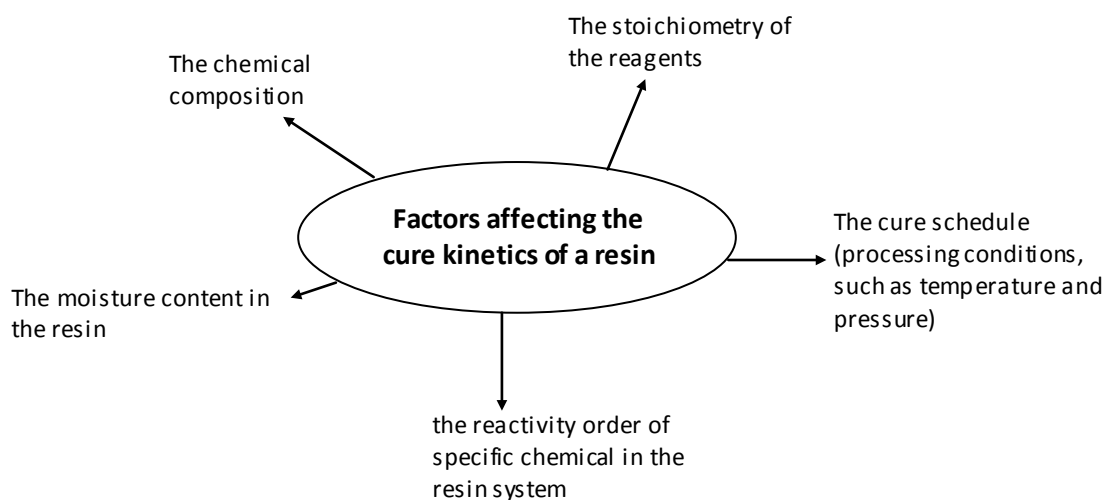 The stoichiometry of
the reagents
The chemical
composition
Factors affecting the
cure kinetics of a resin
The cure schedule
(processing conditions,
such as temperature and
pressure)
The moisture content in
the resin
the reactivity order of
specific chemical in the
resin system